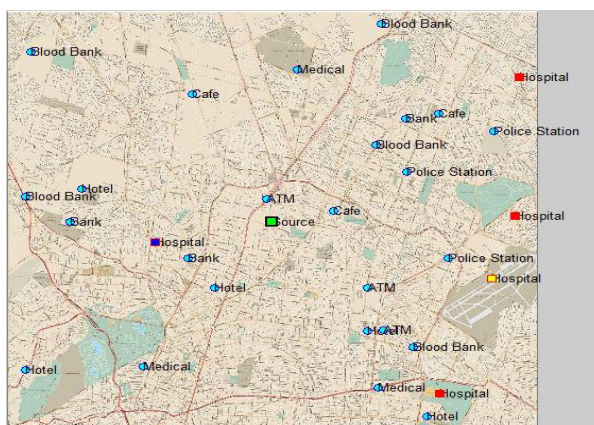 Blood Bank
Blood Bank
Medical
Hospital
Cafe
Cafe
Bank
Police Station
Blood Bank
Police Station
Hotel
Blood Bank
ATM
Cafe
Hospital
Bank
Source
Hospital
Bank
Police Station
Hospital
Hotel
ATM
Hotel
ATM
Blood Bank
Medical
Hotel
Medical
Hospital
Hotel